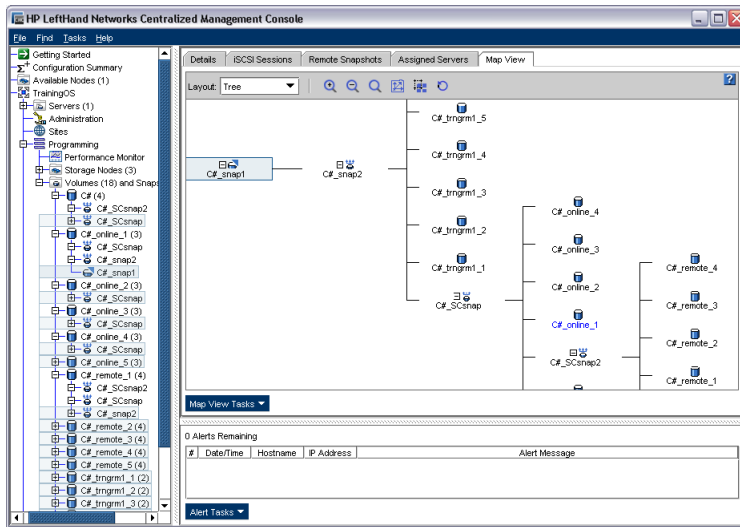 HP LeftHand Networks Centralized Management Console
File Find Tasks Help
Getting Started
Configuration Summary
Available Nodes (1)
TrainingOS
Servers (1)
Administration
Sites
Programming
Performance Monitor
Storage Nodes (3)
Volumes (18) and Snaps
C# (4)
C#_SCsnap2
C#_SCsnap
C#_online_1 (3)
C#_SCsnap
C#_snap2
C#_snap1
C#_online_2 (3)
C#_SCsnap
C#_online_3 (3)
C#_SCsnap
C#_online_4 (3)
C#_SCsnap
C#_online_5 (3)
C#_remote_1 (4)
C#_SCsnap2
C#_SCsnap
C#_snap2
C#_remote_2 (4)
C#_remote_3 (4)
C#_remote_4 (4)
C#_remote_5 (4)
C#_trngrm1_1 (2)
C#_trngrm1_2 (2)
C#_trngrm1_3 (2)
Details iSCSI Sessions Remote Snapshots Assigned Servers Map View
Layout: Tree
?
C#_snap1
C#_snap2
C#_trngrm1_5
C#_trngrm1_4
C#_trngrm1_3
C#_trngrm1_2
C#_trngrm1_1
C#_SCsnap
C#_online_4
C#_online_3
C#_online_2
C#_online_1
C#_SCsnap2
C#_remote_4
C#_remote_3
C#_remote_2
C#_remote_1
Map View Tasks
0 Alerts Remaining
# Date/Time Hostname IP Address Alert Message
Alert Tasks